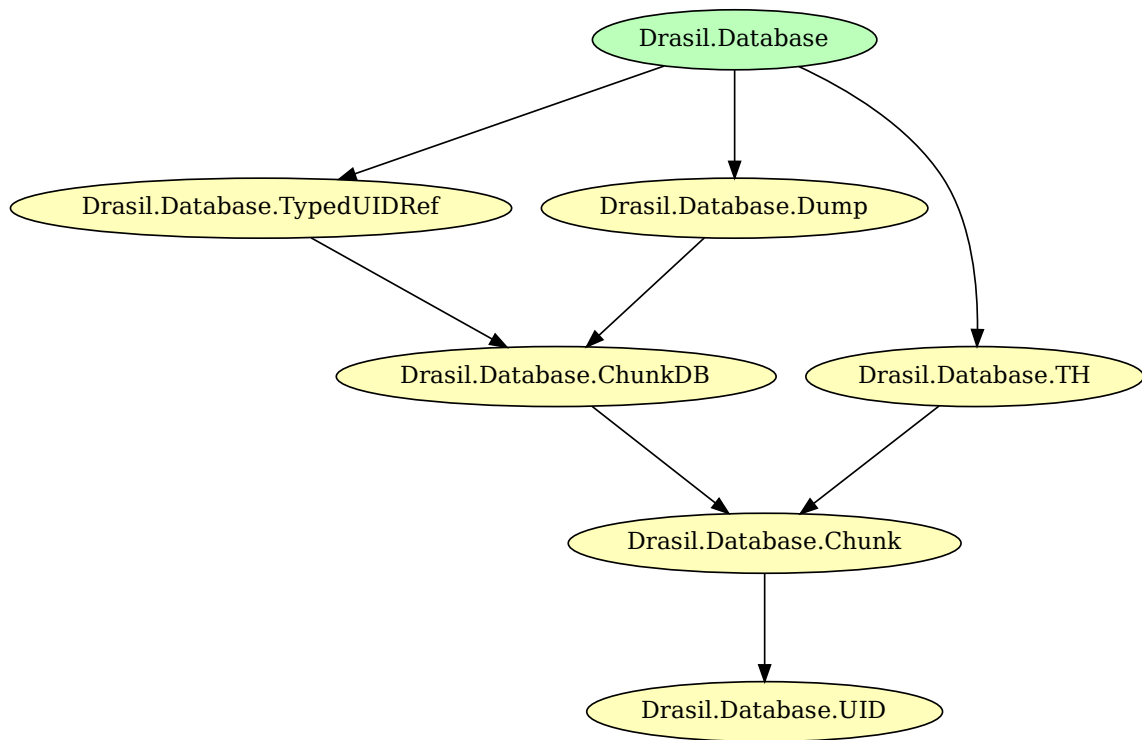 Drasil.Database
Drasil.Database.TypedUIDRef
Drasil.Database.Dump
Drasil.Database.ChunkDB
Drasil.Database.TH
Drasil.Database.Chunk
Drasil.Database.UID